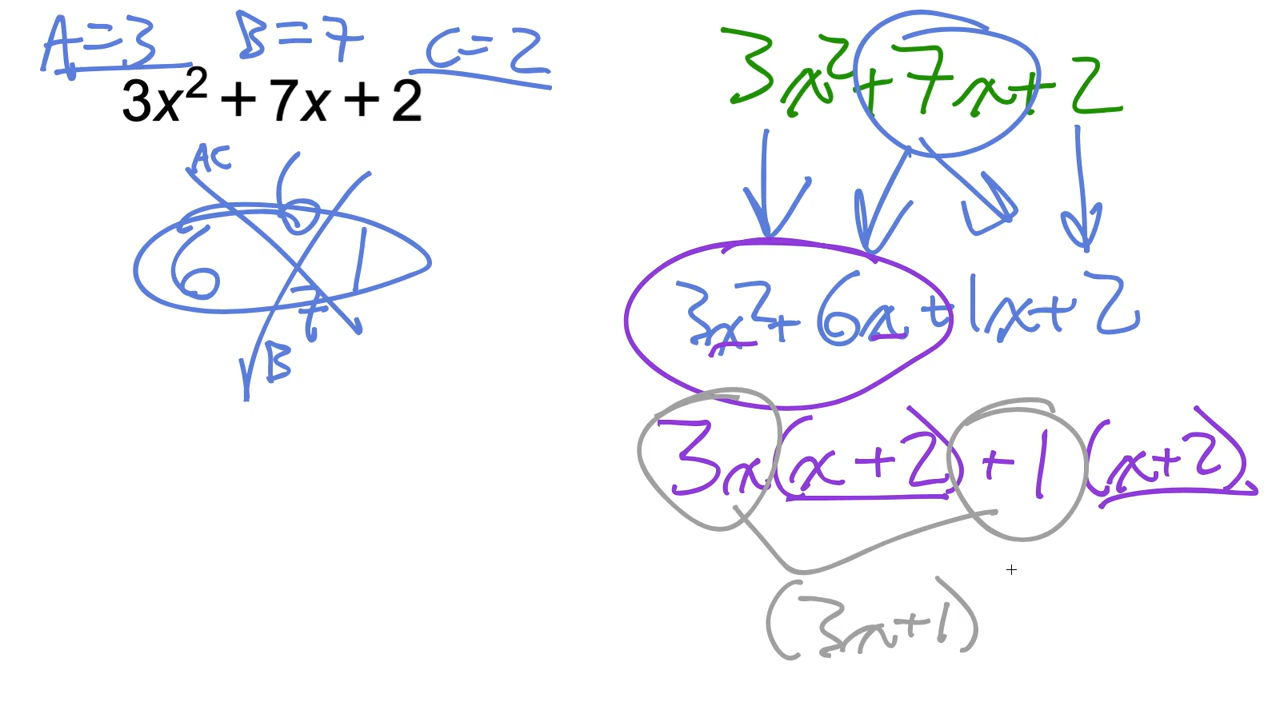 A=3 B=7 C=2
3x² + 7x + 2
AC
6
6 1
7
B
3x²+7x+2
3x²+6x+1x+2
3x(x+2)+1(x+2)
(3x+1)